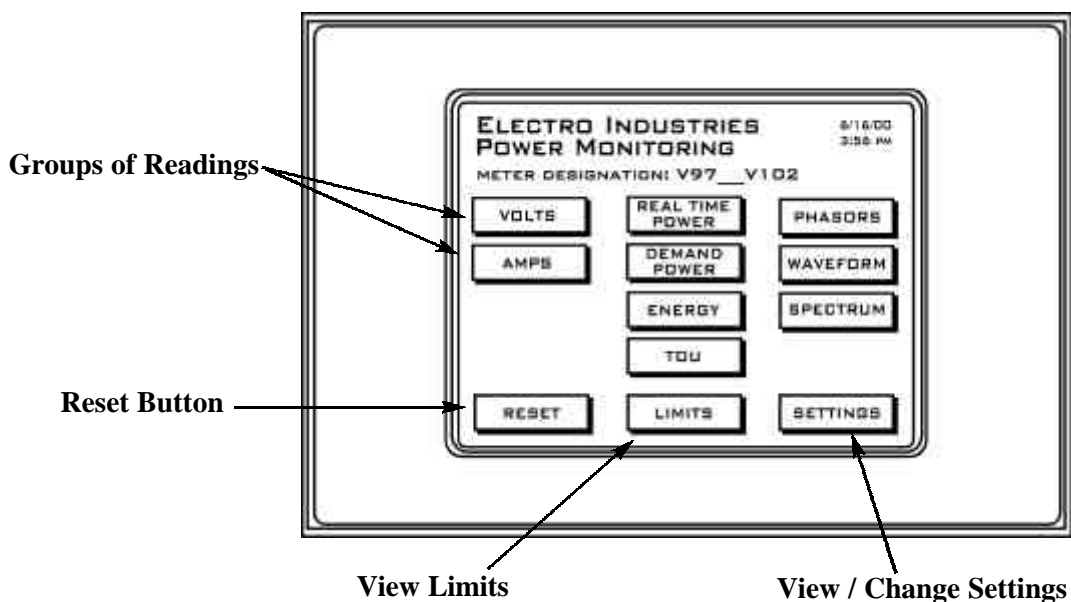 ELECTRO INDUSTRIES
POWER MONITORING
6/16/00
3:56 PM
METER DESIGNATION: V97__V102
Groups of Readings
VOLTS
REAL TIME
POWER
PHASORS
AMPS
DEMAND
POWER
WAVEFORM
ENERGY
SPECTRUM
TOU
Reset Button
RESET
LIMITS
SETTINGS
View Limits
View / Change Settings